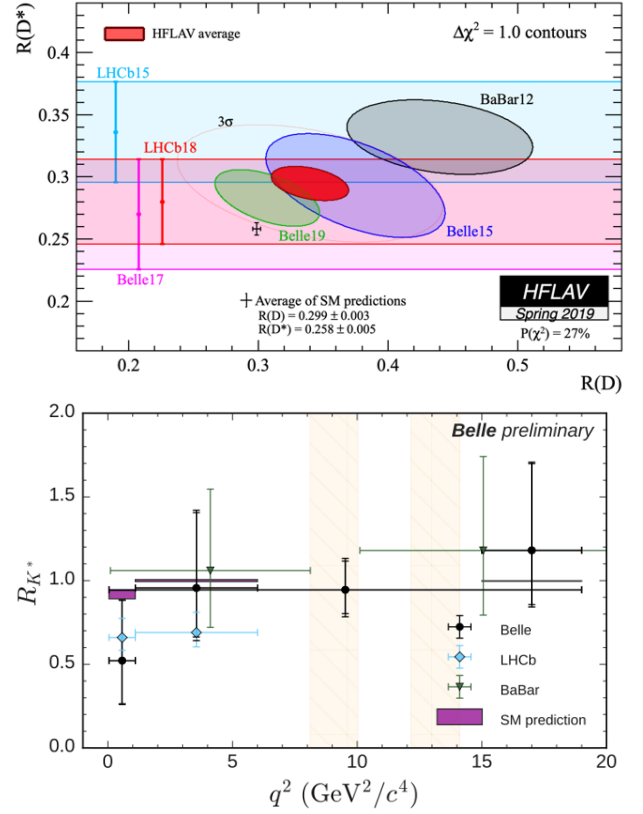 R(D*)
HFLAV average
Δχ² = 1.0 contours
LHCb15
BaBar12
3σ
LHCb18
Belle19
Belle15
Belle17
0.4
0.35
0.3
0.25
0.2
Average of SM predictions
R(D) = 0.299 ± 0.003
R(D*) = 0.258 ± 0.005
HFLAV
Spring 2019
P(χ²) = 27%
0.2 0.3 0.4 0.5
R(D)
Belle preliminary
R_{K*}
2.0
1.5
1.0
0.5
0.0
Belle
LHCb
BaBar
SM prediction
0 5 10 15 20
q² (GeV²/c⁴)